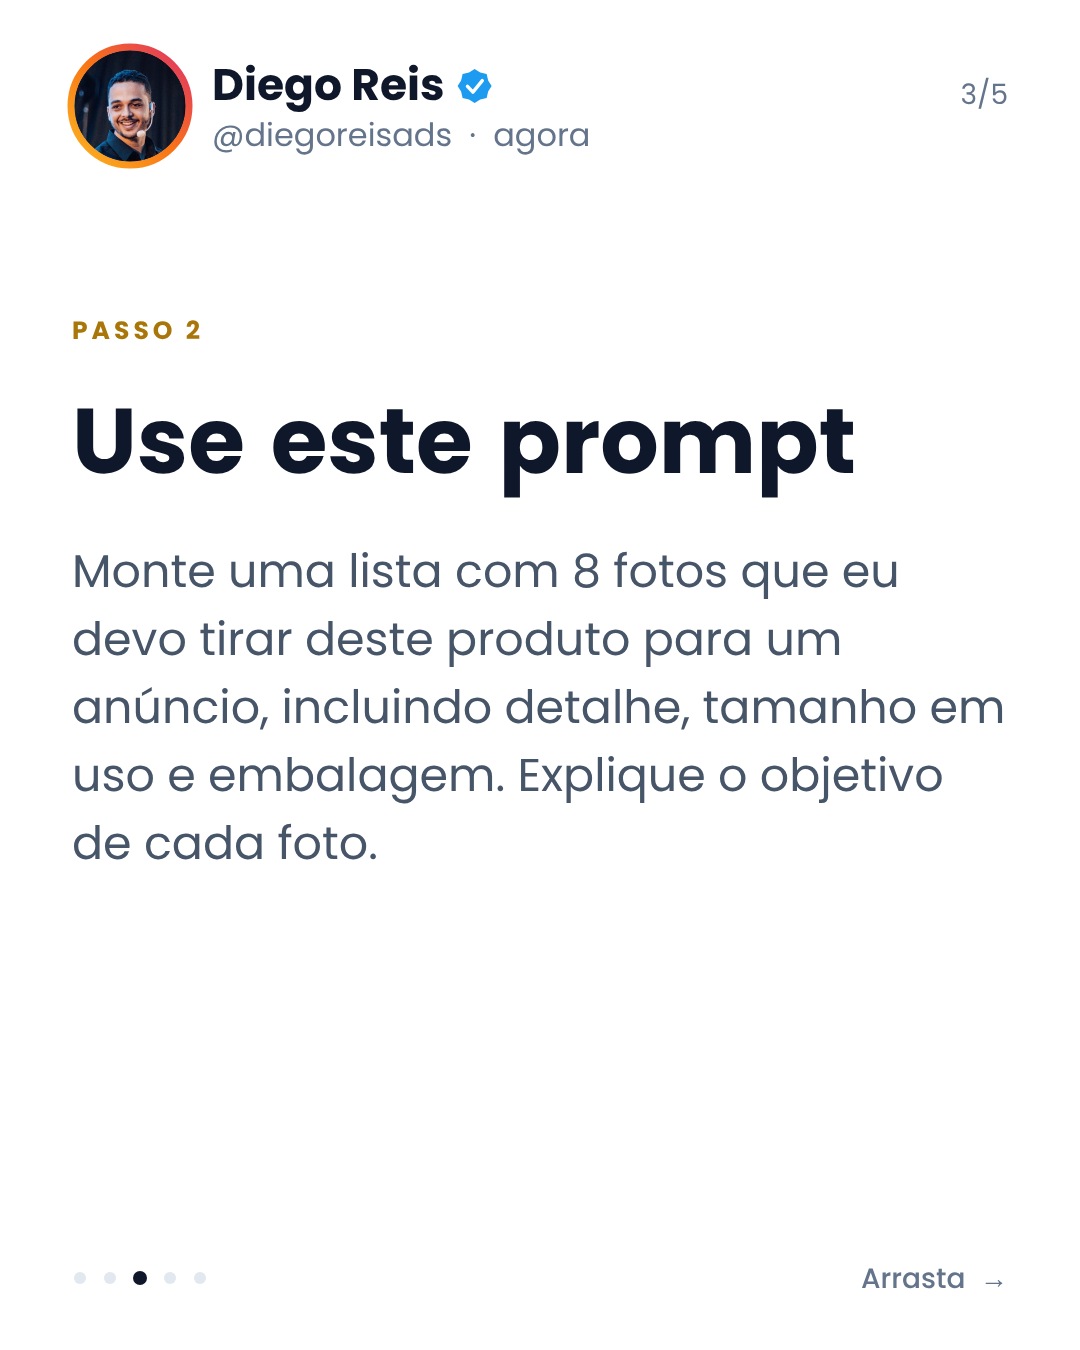 Diego Reis
3/5
@diegoreisads · agora
PASSO 2
Use este prompt
Monte uma lista com 8 fotos que eu
devo tirar deste produto para um
anúncio, incluindo detalhe, tamanho em
uso e embalagem. Explique o objetivo
de cada foto.
Arrasta →